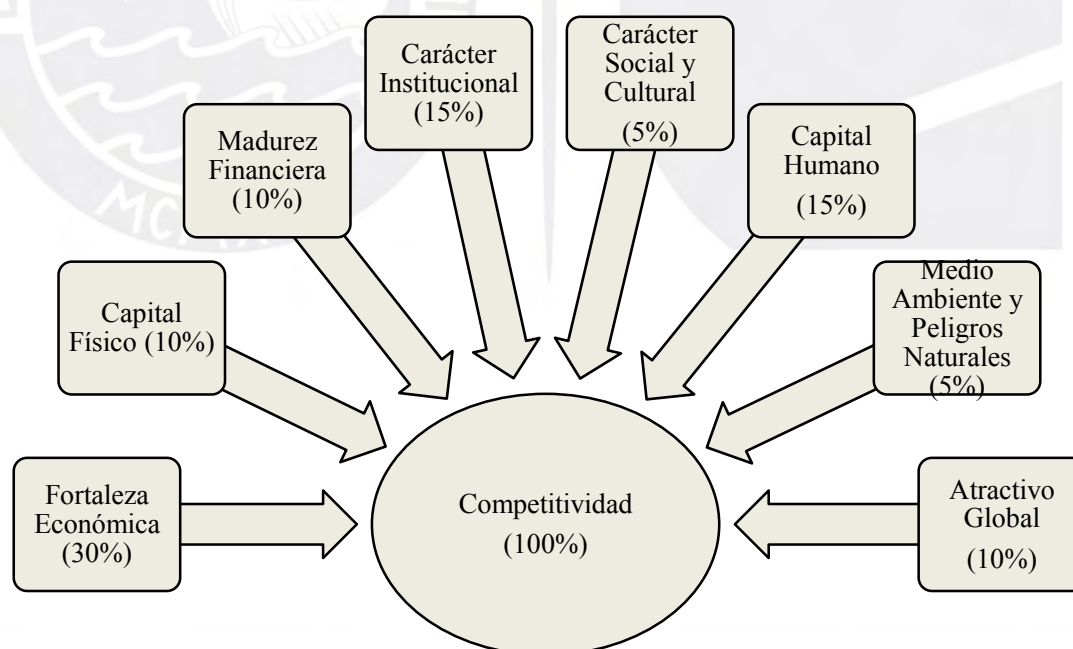 Carácter
Institucional
(15%)
Carácter
Social y
Cultural
(5%)
Madurez
Financiera
(10%)
Capital
Humano
(15%)
Capital
Físico (10%)
Medio
Ambiente y
Peligros
Naturales
(5%)
Fortaleza
Económica
(30%)
Competitividad
(100%)
Atractivo
Global
(10%)